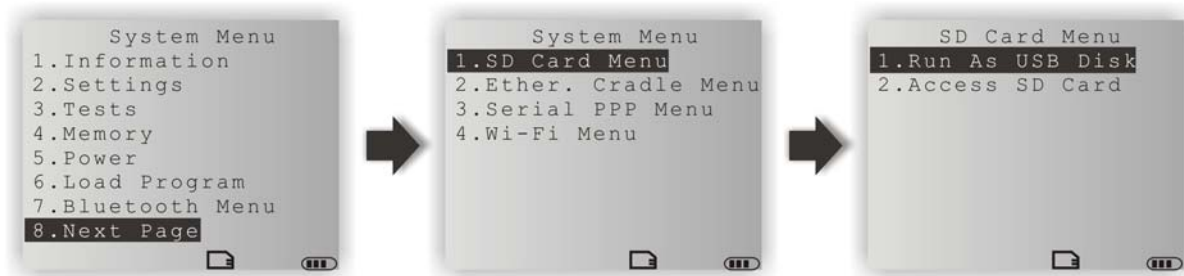 System Menu
1.Information
2.Settings
3.Tests
4.Memory
5.Power
6.Load Program
7.Bluetooth Menu
8.Next Page
System Menu
1.SD Card Menu
2.Ether. Cradle Menu
3.Serial PPP Menu
4.Wi-Fi Menu
SD Card Menu
1.Run As USB Disk
2.Access SD Card